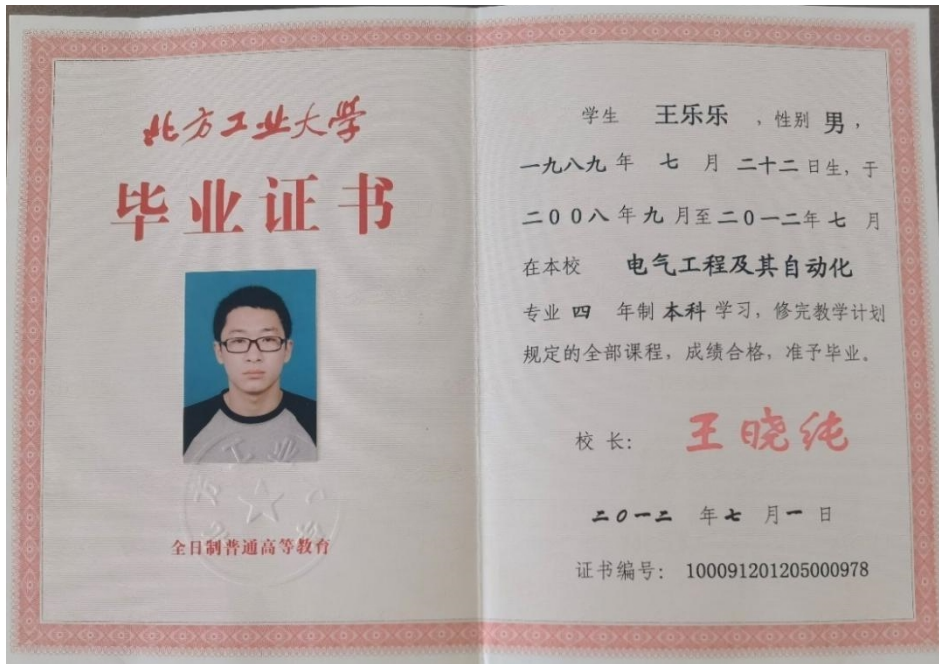 北方工业大学
毕业证书
全日制普通高等教育
学生 王乐乐 ，性别 男，
一九八九 年 七 月 二十二 日生，于
二00八 年 九 月至二0一二年 七 月
在本校 电气工程及其自动化
专业 四 年制 本科 学习，修完教学计划
规定的全部课程，成绩合格，准予毕业。
校 长： 王晓纯
二0一二 年 七 月 一 日
证书编号： 100091201205000978